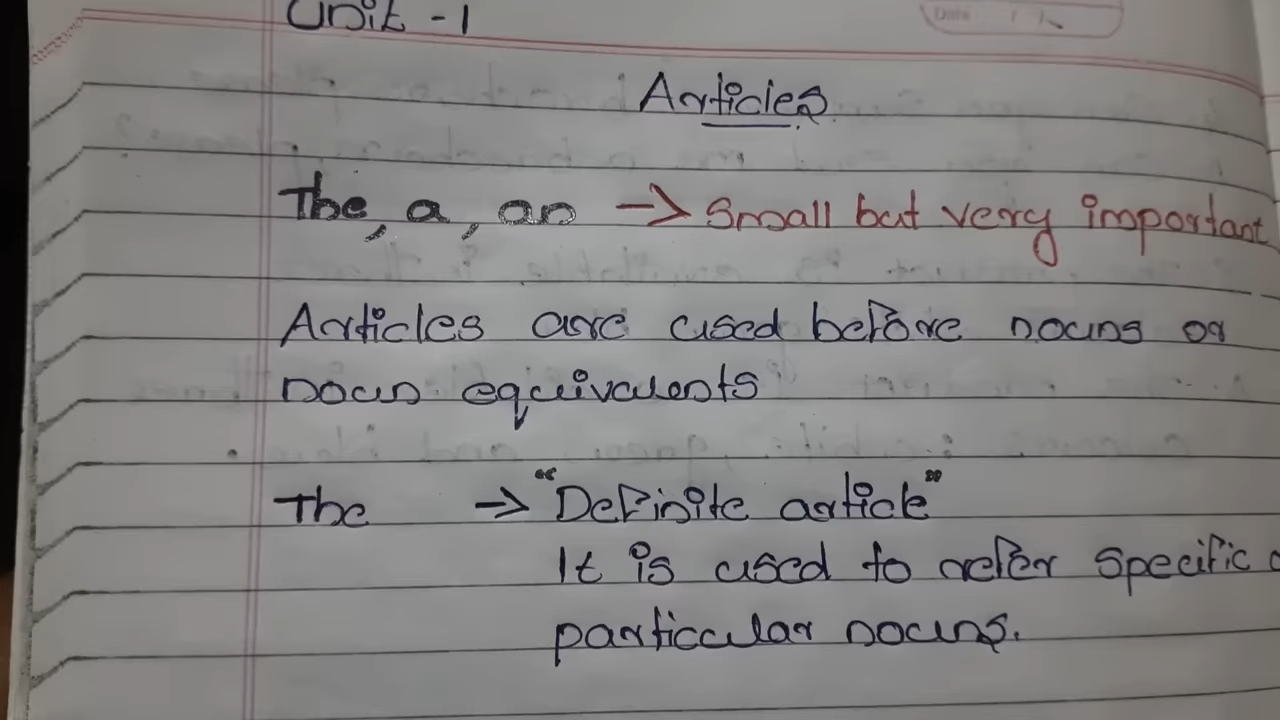 Unit - 1
Date
Articles
The, a, an → Small but very important
Articles are used before nouns or
noun equivalents
The → "Definite article"
It is used to refer specific
particular nouns.